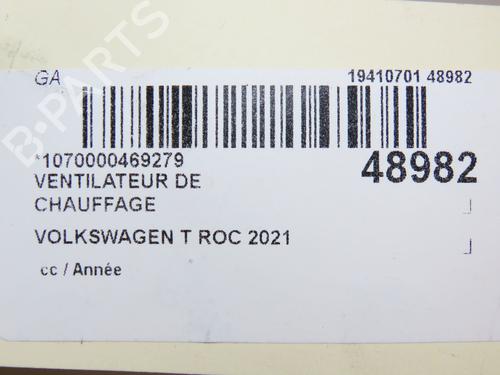 GA 19410701 48982
B-PARTS
*1070000469279 48982
VENTILATEUR DE
CHAUFFAGE
VOLKSWAGEN T ROC 2021
cc / Année